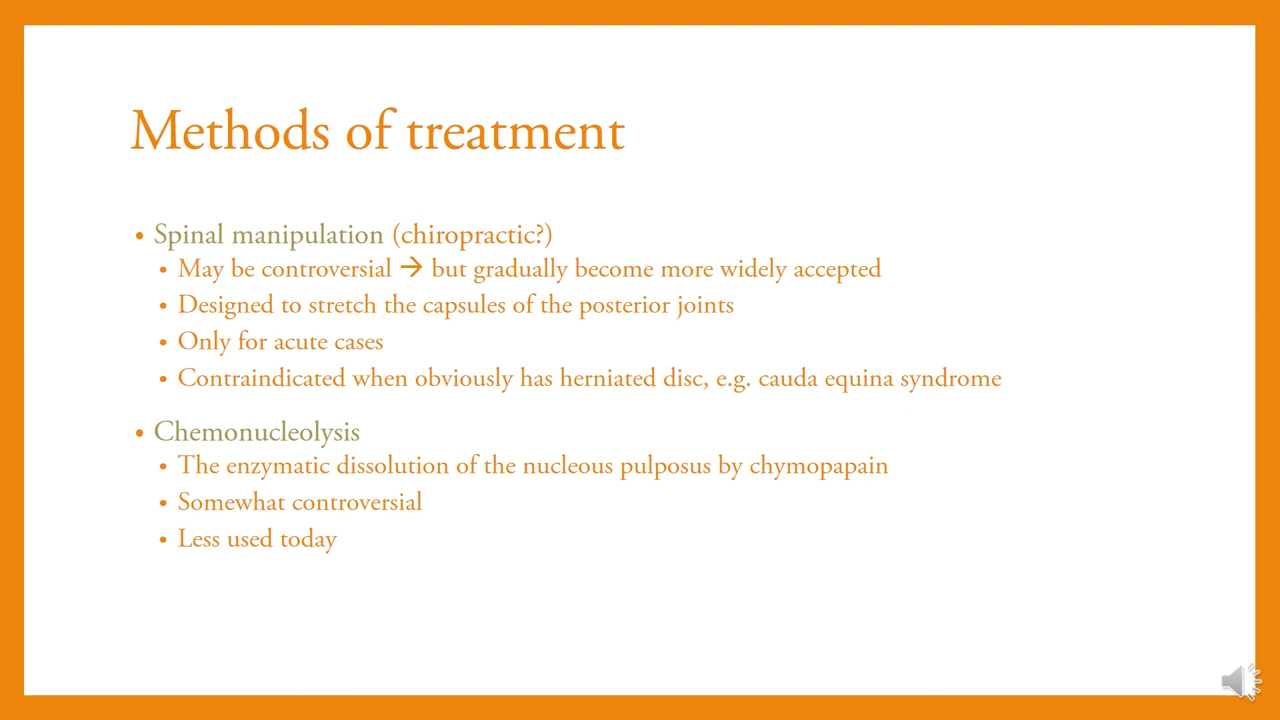 Methods of treatment
• Spinal manipulation (chiropractic?)
• May be controversial → but gradually become more widely accepted
• Designed to stretch the capsules of the posterior joints
• Only for acute cases
• Contraindicated when obviously has herniated disc, e.g. cauda equina syndrome
• Chemonucleolysis
• The enzymatic dissolution of the nucleous pulposus by chymopapain
• Somewhat controversial
• Less used today